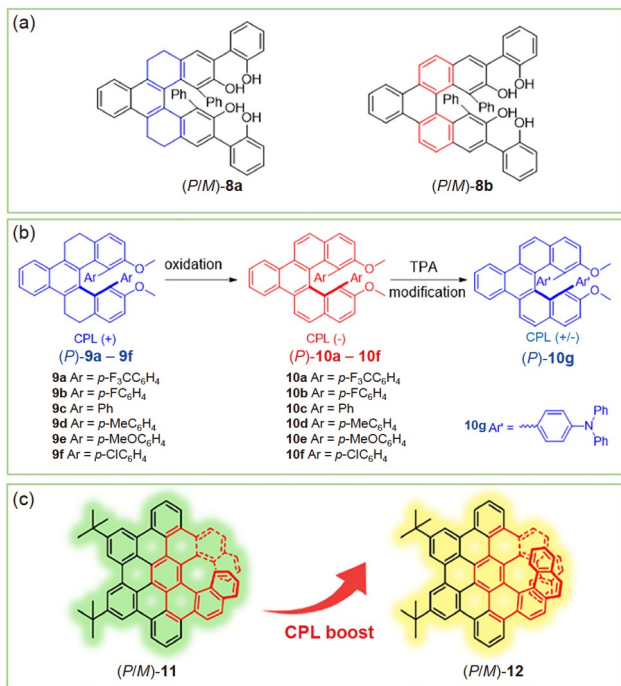 (a)
OH
Ph OH
Ph OH
OH
(P/M)-8a
OH
Ph OH
Ph OH
OH
(P/M)-8b
(b)
Ar O
Ar O
CPL (+)
(P)-9a – 9f
9a Ar = p-F3CC6H4
9b Ar = p-FC6H4
9c Ar = Ph
9d Ar = p-MeC6H4
9e Ar = p-MeOC6H4
9f Ar = p-ClC6H4
oxidation
Ar O
Ar O
CPL (-)
(P)-10a – 10f
10a Ar = p-F3CC6H4
10b Ar = p-FC6H4
10c Ar = Ph
10d Ar = p-MeC6H4
10e Ar = p-MeOC6H4
10f Ar = p-ClC6H4
TPA
modification
Ar' O
Ar' O
CPL (+/-)
(P)-10g
10g Ar' =
Ph
N
Ph
(c)
(P/M)-11
CPL boost
(P/M)-12